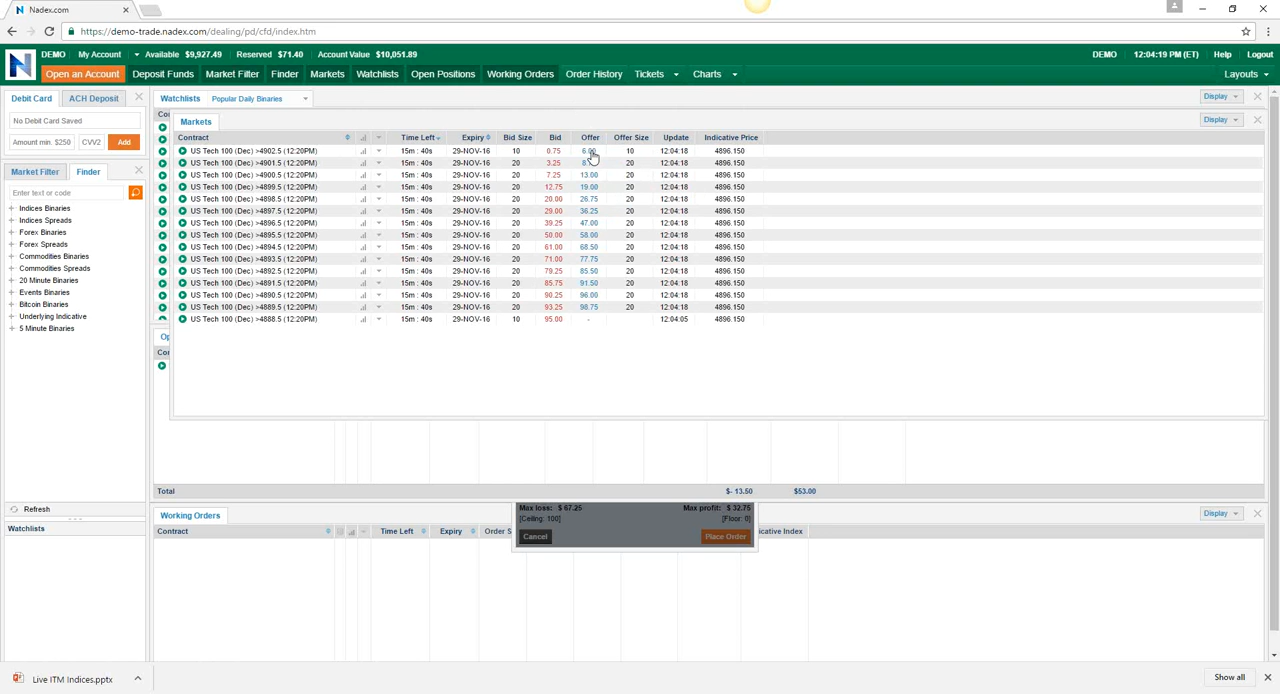 Nadex.com
https://demo-trade.nadex.com/dealing/pd/cfd/index.htm
DEMO My Account Available $9,927.49 Reserved $71.40 Account Value $10,051.89 DEMO 12:04:19 PM (ET) Help Logout
N Open an Account Deposit Funds Market Filter Finder Markets Watchlists Open Positions Working Orders Order History Tickets Charts Layouts
Debit Card ACH Deposit
No Debit Card Saved
Amount min. $250 CVV2 Add
Market Filter Finder
Enter text or code
Indices Binaries
Indices Spreads
Forex Binaries
Forex Spreads
Commodities Binaries
Commodities Spreads
20 Minute Binaries
Events Binaries
Bitcoin Binaries
Underlying Indicative
5 Minute Binaries
Refresh
Watchlists
Watchlists Popular Daily Binaries Display
Markets Display
Contract Time Left Expiry Bid Size Bid Offer Offer Size Update Indicative Price
US Tech 100 (Dec) >4902.5 (12:20PM) 15m : 40s 29-NOV-16 10 0.75 6.00 10 12:04:18 4896.150
US Tech 100 (Dec) >4901.5 (12:20PM) 15m : 40s 29-NOV-16 20 3.25 20 12:04:18 4896.150
US Tech 100 (Dec) >4900.5 (12:20PM) 15m : 40s 29-NOV-16 20 7.25 13.00 20 12:04:18 4896.150
US Tech 100 (Dec) >4899.5 (12:20PM) 15m : 40s 29-NOV-16 20 12.75 19.00 20 12:04:18 4896.150
US Tech 100 (Dec) >4898.5 (12:20PM) 15m : 40s 29-NOV-16 20 20.00 26.75 20 12:04:18 4896.150
US Tech 100 (Dec) >4897.5 (12:20PM) 15m : 40s 29-NOV-16 20 29.00 36.25 20 12:04:18 4896.150
US Tech 100 (Dec) >4896.5 (12:20PM) 15m : 40s 29-NOV-16 20 39.25 47.00 20 12:04:18 4896.150
US Tech 100 (Dec) >4895.5 (12:20PM) 15m : 40s 29-NOV-16 20 50.00 58.00 20 12:04:18 4896.150
US Tech 100 (Dec) >4894.5 (12:20PM) 15m : 40s 29-NOV-16 20 61.00 68.50 20 12:04:18 4896.150
US Tech 100 (Dec) >4893.5 (12:20PM) 15m : 40s 29-NOV-16 20 71.00 77.75 20 12:04:18 4896.150
US Tech 100 (Dec) >4892.5 (12:20PM) 15m : 40s 29-NOV-16 20 79.25 85.50 20 12:04:18 4896.150
US Tech 100 (Dec) >4891.5 (12:20PM) 15m : 40s 29-NOV-16 20 85.75 91.50 20 12:04:18 4896.150
US Tech 100 (Dec) >4890.5 (12:20PM) 15m : 40s 29-NOV-16 20 90.25 96.00 20 12:04:18 4896.150
US Tech 100 (Dec) >4889.5 (12:20PM) 15m : 40s 29-NOV-16 20 93.25 98.75 20 12:04:18 4896.150
US Tech 100 (Dec) >4888.5 (12:20PM) 15m : 40s 29-NOV-16 10 95.00 - 12:04:05 4896.150
Total $- 13.50 $53.00
Max loss: $ 67.25 Max profit: $ 32.75
[Ceiling: 100] [Floor: 0]
Cancel Place Order
Working Orders Display
Contract Time Left Expiry Order S icative Index
Live ITM Indices.pptx Show all